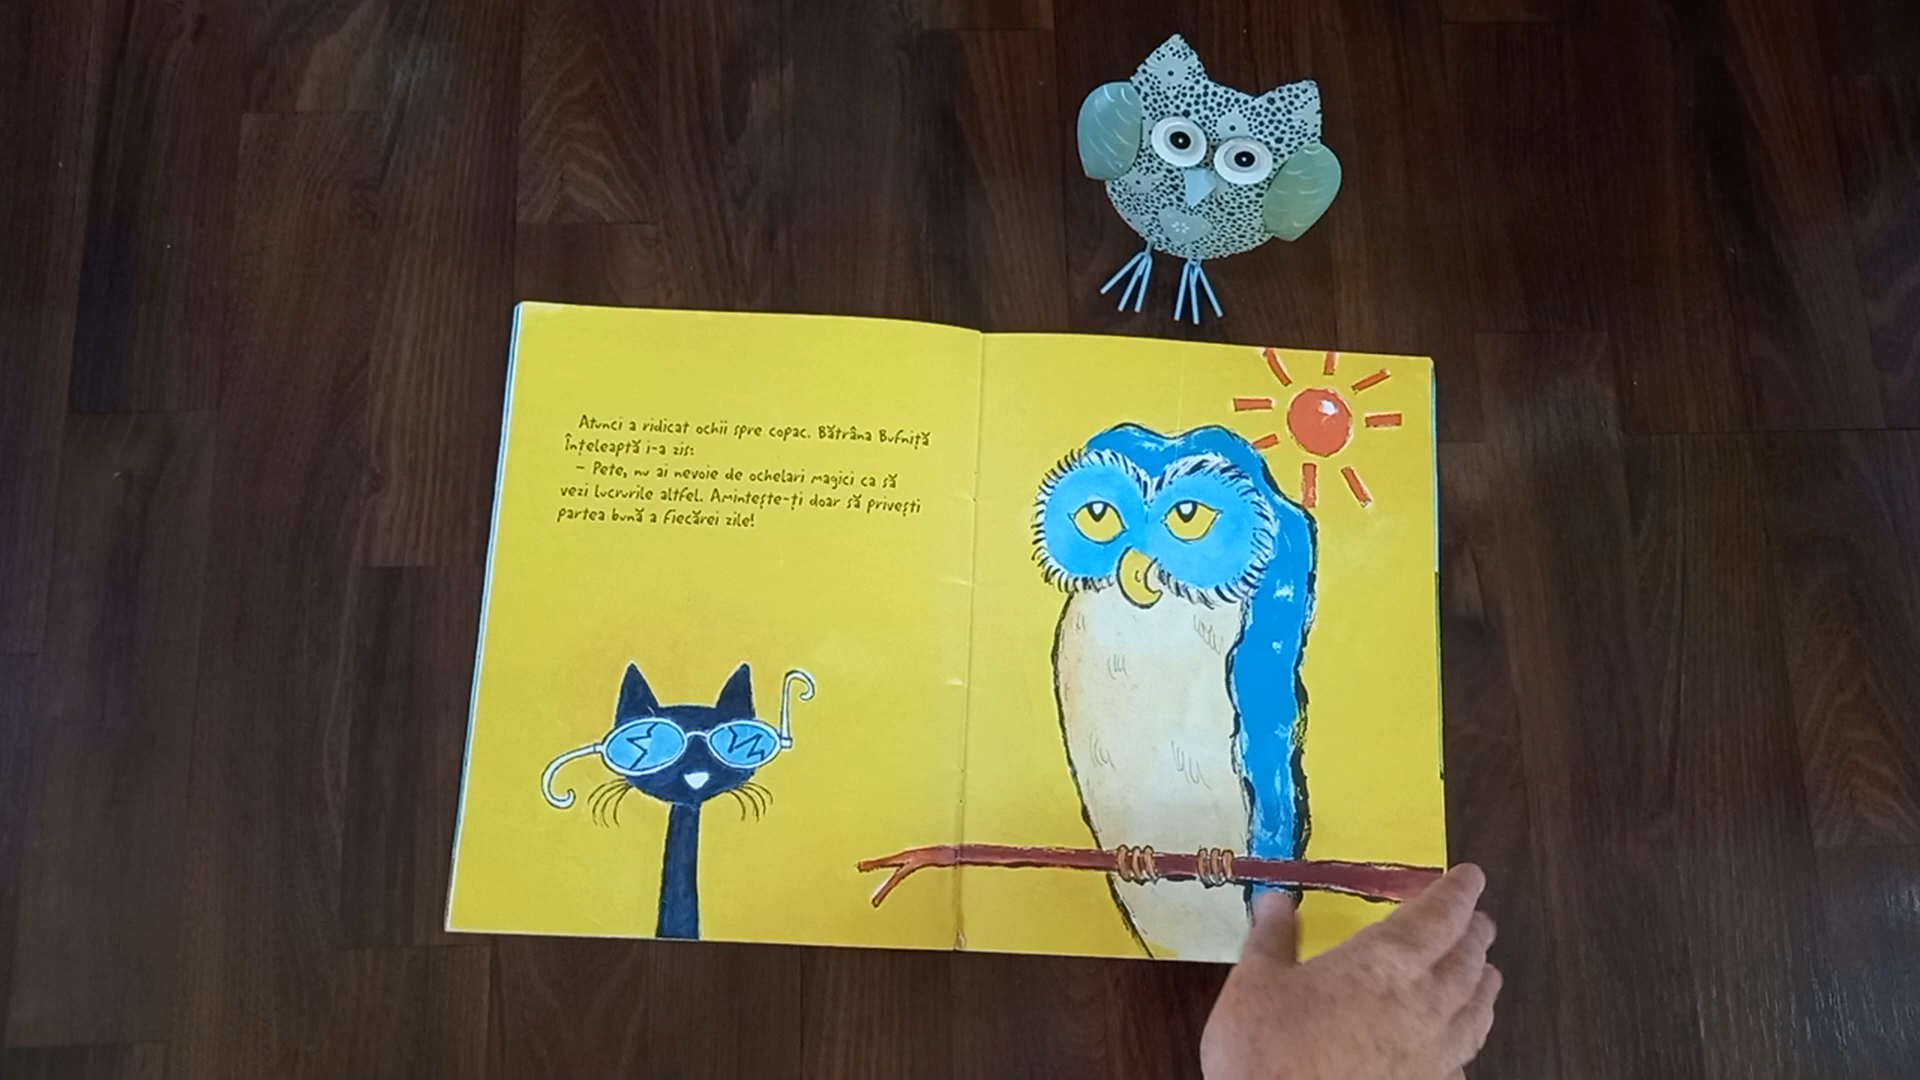 Atunci a ridicat ochii spre copac. Bătrâna Bufniță
Înțeleaptă i-a zis:
– Pete, nu ai nevoie de ochelari magici ca să
vezi lucrurile altfel. Amintește-ți doar să privești
partea bună a fiecărei zile!